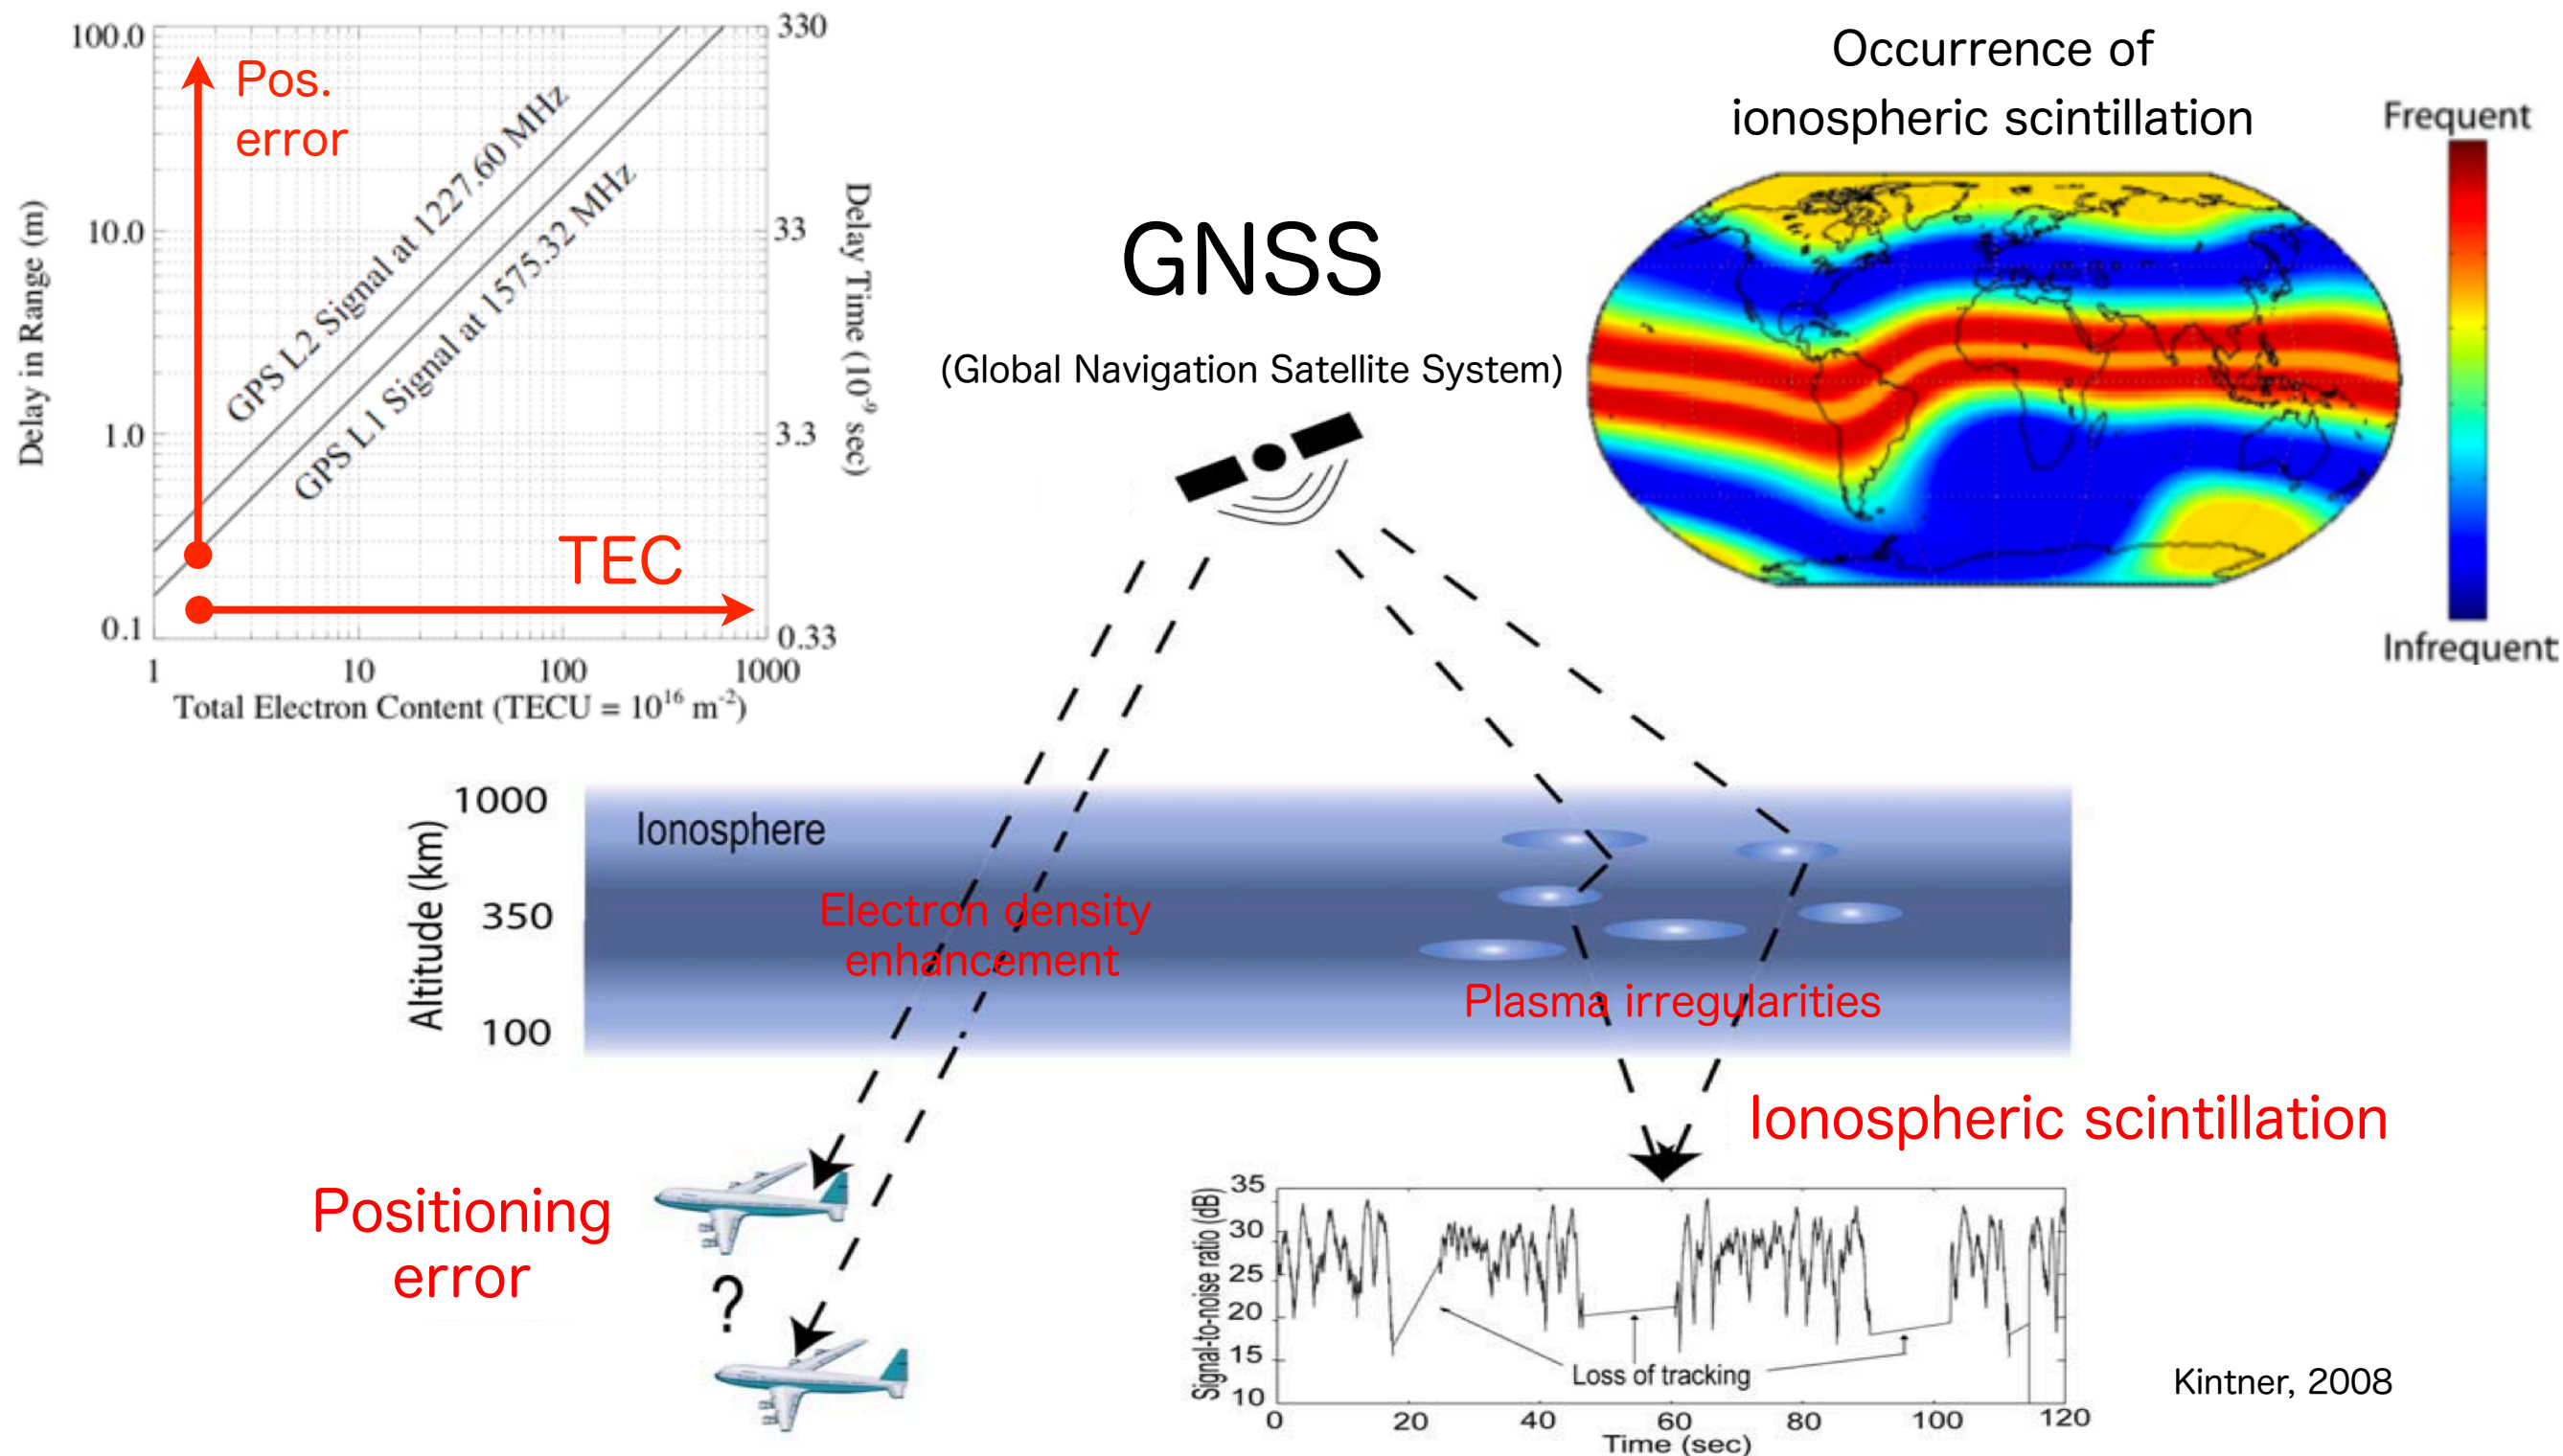 100.0
10.0
1.0
0.1
Delay in Range (m)
330
33
3.3
0.33
Delay Time (10⁻⁹ sec)
Pos.
error
GPS L2 Signal at 1227.60 MHz
GPS L1 Signal at 1575.32 MHz
TEC
1 10 100 1000
Total Electron Content (TECU = 10¹⁶ m⁻²)
GNSS
(Global Navigation Satellite System)
Occurrence of
ionospheric scintillation
Frequent
Infrequent
1000
350
100
Altitude (km)
Ionosphere
Electron density
enhancement
Plasma irregularities
Positioning
error
?
Ionospheric scintillation
35
30
25
20
15
10
Signal-to-noise ratio (dB)
Loss of tracking
0 20 40 60 80 100 120
Time (sec)
Kintner, 2008